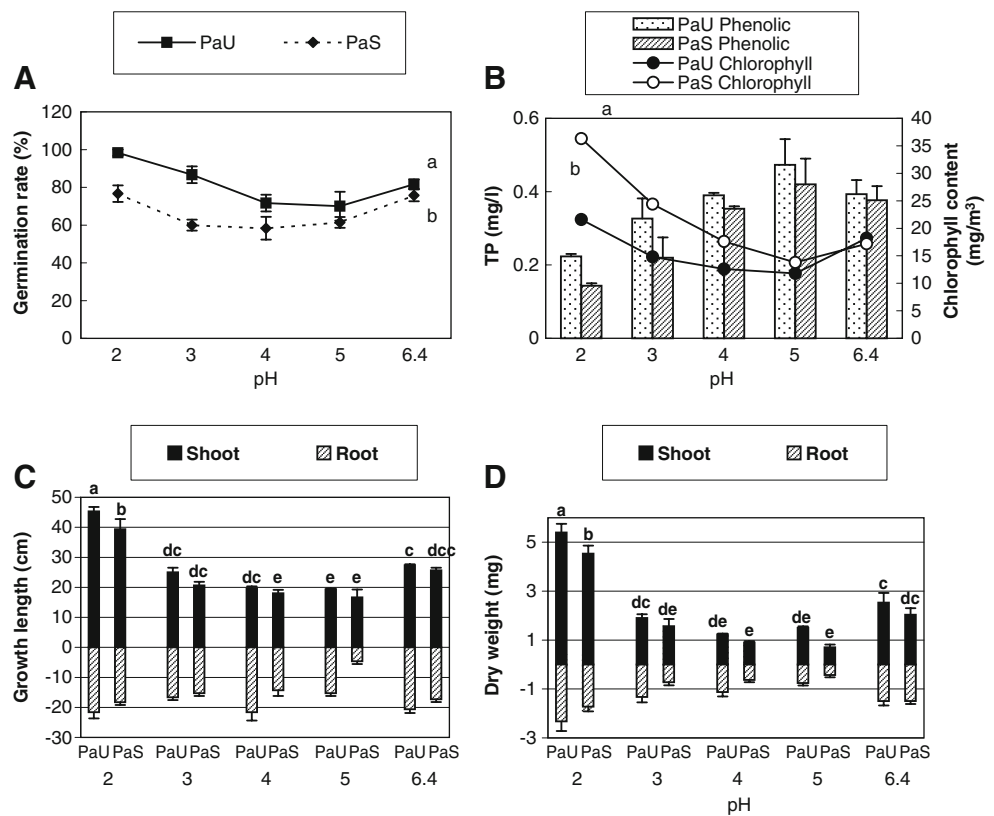 PaU PaS
A
Germination rate (%)
120
100
80
60
40
20
0
a
b
2 3 4 5 6.4
pH
PaU Phenolic
PaS Phenolic
PaU Chlorophyll
PaS Chlorophyll
B
TP (mg/l)
0.6
0.4
0.2
0
a
b
40
35
30
25
20
15
10
5
0
Chlorophyll content
(mg/m³)
2 3 4 5 6.4
pH
Shoot Root
C
Growth length (cm)
50
40
30
20
10
0
-10
-20
-30
a b dc dc dc e e e c dcc
PaU PaS PaU PaS PaU PaS PaU PaS PaU PaS
2 3 4 5 6.4
Shoot Root
D
Dry weight (mg)
5
3
1
-1
-3
a b dc de de e de e c dc
PaU PaS PaU PaS PaU PaS PaU PaS PaU PaS
2 3 4 5 6.4
pH